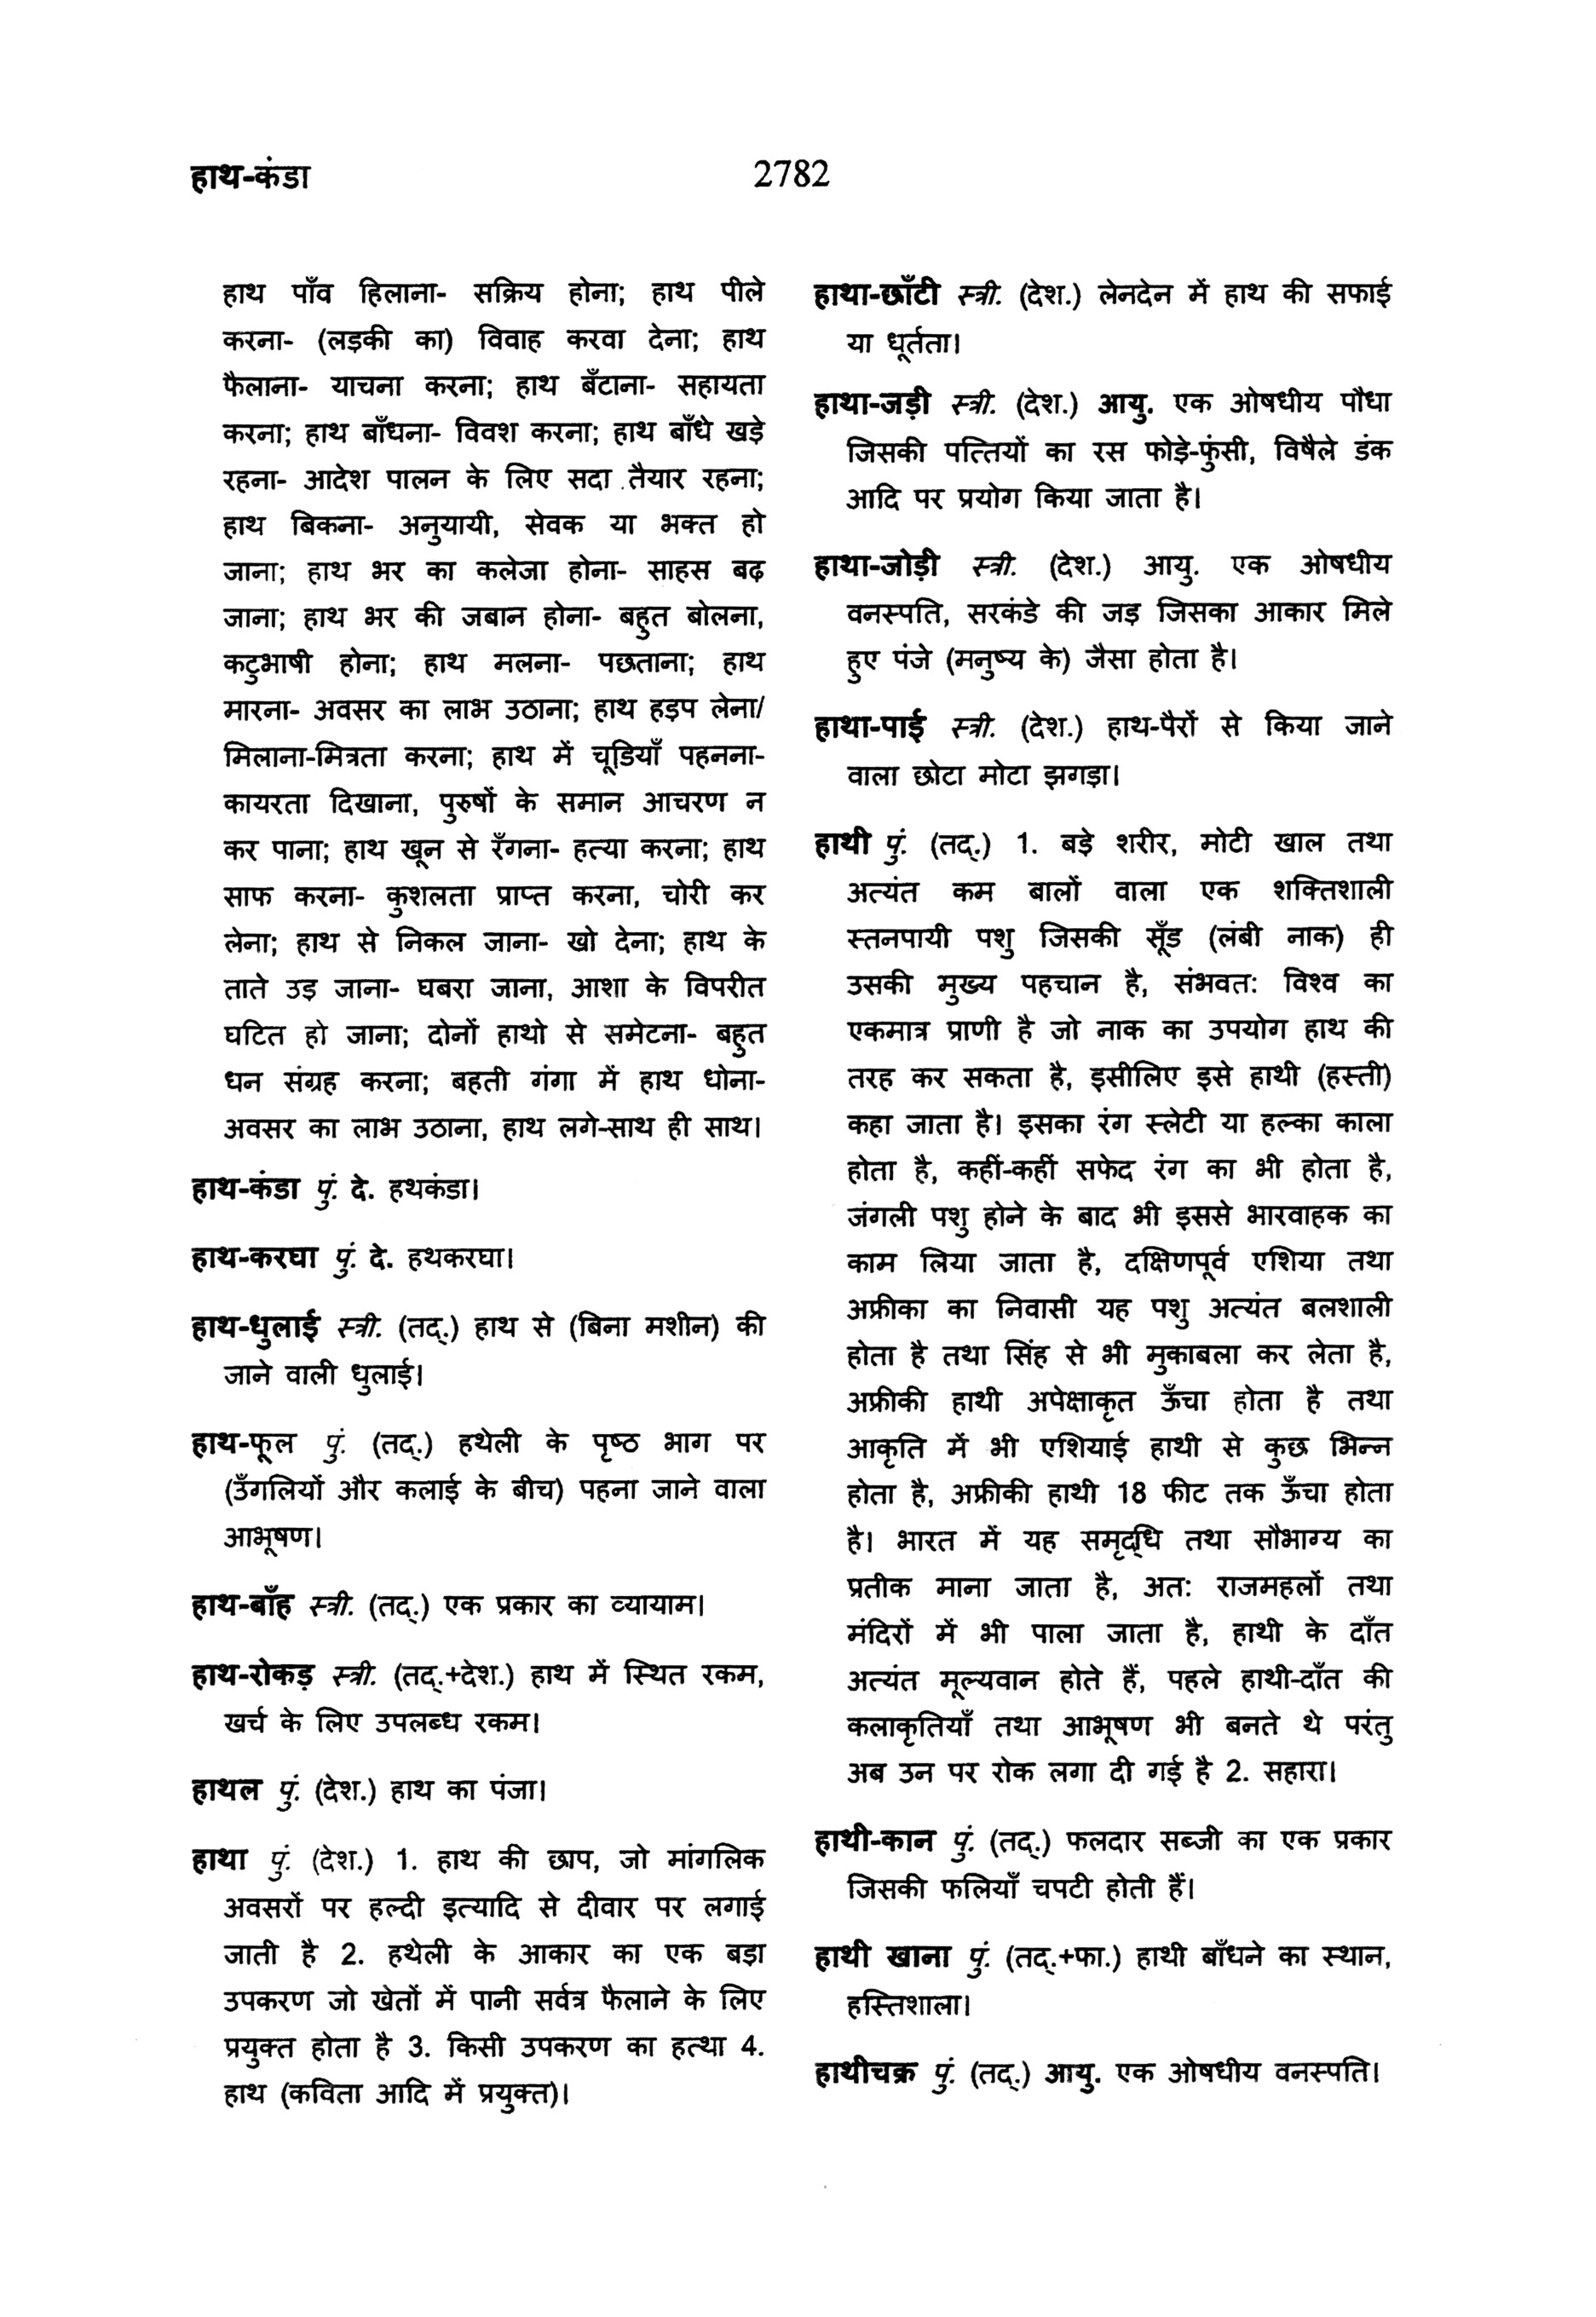 हाथ-कंडा
2782
हाथ पाँव हिलाना- सक्रिय होना; हाथ पीले
करना- (लड़की का) विवाह करवा देना; हाथ
फैलाना- याचना करना; हाथ बँटाना- सहायता
करना; हाथ बाँधना- विवश करना; हाथ बाँधे खड़े
रहना- आदेश पालन के लिए सदा तैयार रहना;
हाथ बिकना- अनुयायी, सेवक या भक्त हो
जाना; हाथ भर का कलेजा होना- साहस बढ़
जाना; हाथ भर की जबान होना- बहुत बोलना,
कटुभाषी होना; हाथ मलना- पछताना; हाथ
मारना- अवसर का लाभ उठाना; हाथ हड़प लेना/
मिलाना-मित्रता करना; हाथ में चूडियाँ पहनना-
कायरता दिखाना, पुरुषों के समान आचरण न
कर पाना; हाथ खून से रँगना- हत्या करना; हाथ
साफ करना- कुशलता प्राप्त करना, चोरी कर
लेना; हाथ से निकल जाना- खो देना; हाथ के
ताते उड़ जाना- घबरा जाना, आशा के विपरीत
घटित हो जाना; दोनों हाथो से समेटना- बहुत
धन संग्रह करना; बहती गंगा में हाथ धोना-
अवसर का लाभ उठाना, हाथ लगे-साथ ही साथ।
हाथ-कंडा पुं. दे. हथकंडा।
हाथ-करघा पुं. दे. हथकरघा।
हाथ-धुलाई स्त्री. (तद्.) हाथ से (बिना मशीन) की
जाने वाली धुलाई।
हाथ-फूल पुं. (तद्.) हथेली के पृष्ठ भाग पर
(उँगलियों और कलाई के बीच) पहना जाने वाला
आभूषण।
हाथ-बाँह स्त्री. (तद्.) एक प्रकार का व्यायाम।
हाथ-रोकड़ स्त्री. (तद्.+देश.) हाथ में स्थित रकम,
खर्च के लिए उपलब्ध रकम।
हाथल पुं. (देश.) हाथ का पंजा।
हाथा पुं. (देश.) 1. हाथ की छाप, जो मांगलिक
अवसरों पर हल्दी इत्यादि से दीवार पर लगाई
जाती है 2. हथेली के आकार का एक बड़ा
उपकरण जो खेतों में पानी सर्वत्र फैलाने के लिए
प्रयुक्त होता है 3. किसी उपकरण का हत्था 4.
हाथ (कविता आदि में प्रयुक्त)।
हाथा-छाँटी स्त्री. (देश.) लेनदेन में हाथ की सफाई
या धूर्तता।
हाथा-जड़ी स्त्री. (देश.) आयु. एक ओषधीय पौधा
जिसकी पत्तियों का रस फोड़े-फुंसी, विषैले डंक
आदि पर प्रयोग किया जाता है।
हाथा-जोड़ी स्त्री. (देश.) आयु. एक ओषधीय
वनस्पति, सरकंडे की जड़ जिसका आकार मिले
हुए पंजे (मनुष्य के) जैसा होता है।
हाथा-पाई स्त्री. (देश.) हाथ-पैरों से किया जाने
वाला छोटा मोटा झगड़ा।
हाथी पुं. (तद्.) 1. बड़े शरीर, मोटी खाल तथा
अत्यंत कम बालों वाला एक शक्तिशाली
स्तनपायी पशु जिसकी सूँड (लंबी नाक) ही
उसकी मुख्य पहचान है, संभवत: विश्व का
एकमात्र प्राणी है जो नाक का उपयोग हाथ की
तरह कर सकता है, इसीलिए इसे हाथी (हस्ती)
कहा जाता है। इसका रंग स्लेटी या हल्का काला
होता है, कहीं-कहीं सफेद रंग का भी होता है,
जंगली पशु होने के बाद भी इससे भारवाहक का
काम लिया जाता है, दक्षिणपूर्व एशिया तथा
अफ्रीका का निवासी यह पशु अत्यंत बलशाली
होता है तथा सिंह से भी मुकाबला कर लेता है,
अफ्रीकी हाथी अपेक्षाकृत ऊँचा होता है तथा
आकृति में भी एशियाई हाथी से कुछ भिन्न
होता है, अफ्रीकी हाथी 18 फीट तक ऊँचा होता
है। भारत में यह समृद्‌धि तथा सौभाग्य का
प्रतीक माना जाता है, अत: राजमहलों तथा
मंदिरों में भी पाला जाता है, हाथी के दाँत
अत्यंत मूल्यवान होते हैं, पहले हाथी-दाँत की
कलाकृतियाँ तथा आभूषण भी बनते थे परंतु
अब उन पर रोक लगा दी गई है 2. सहारा।
हाथी-कान पुं. (तद्.) फलदार सब्जी का एक प्रकार
जिसकी फलियाँ चपटी होती हैं।
हाथी खाना पुं. (तद्.+फा.) हाथी बाँधने का स्थान,
हस्तिशाला।
हाथीचक्र पुं. (तद्.) आयु. एक ओषधीय वनस्पति।